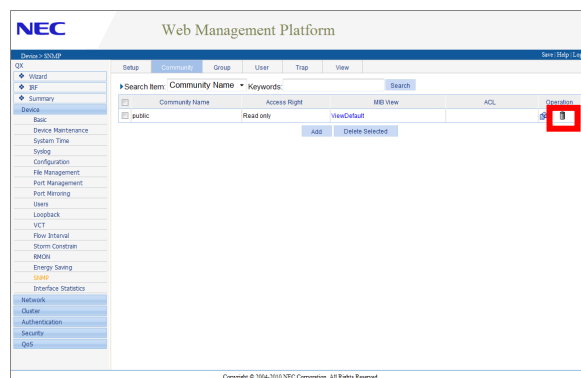 NEC
Web Management Platform
Device > SNMP
Save | Help |
QX
Wizard
IRF
Summary
Device
Basic
Device Maintenance
System Time
Syslog
Configuration
File Management
Port Management
Port Mirroring
Users
Loopback
VCT
Flow Interval
Storm Constrain
RMON
Energy Saving
SNMP
Interface Statistics
Network
Cluster
Authentication
Security
QoS
Setup Community Group User Trap View
Search Item: Community Name Keywords: Search
Community Name Access Right MIB View ACL Operation
public Read only ViewDefault
Add Delete Selected
Copyright © 2004-2010 NEC Corporation. All Rights Reserved